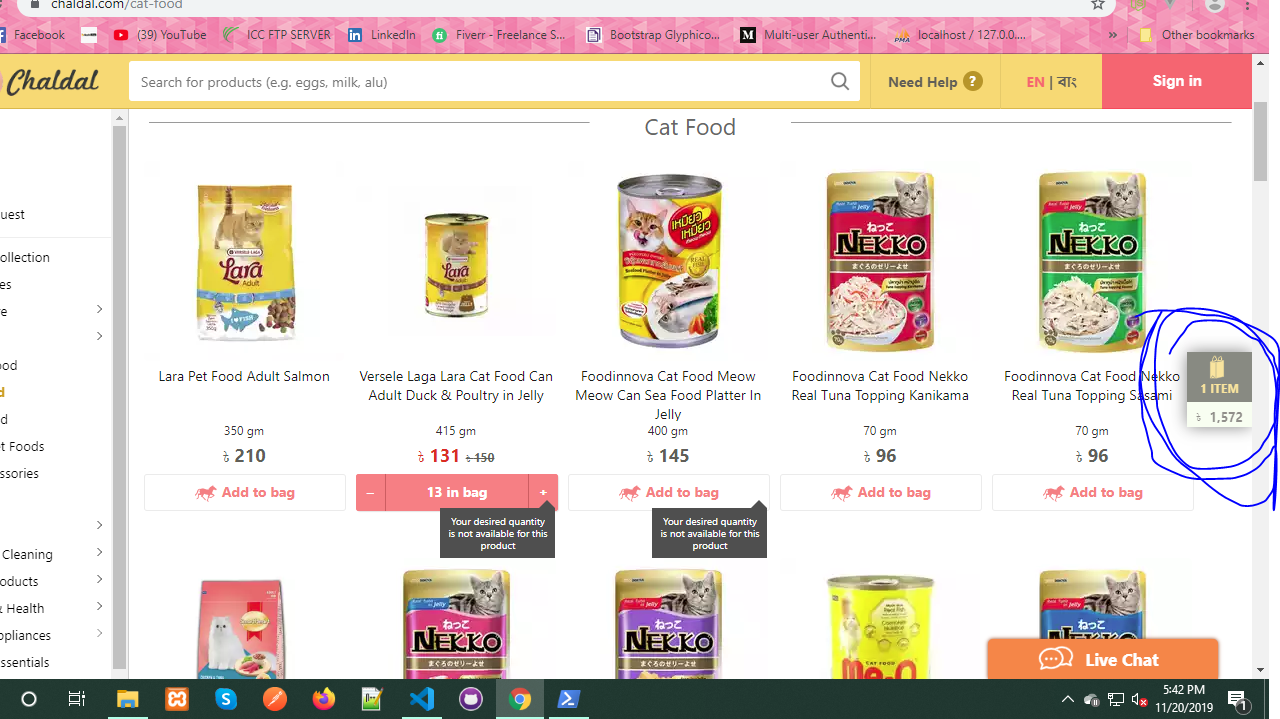 chaldal.com/cat-food
Facebook
(39) YouTube
ICC FTP SERVER
LinkedIn
Fiverr - Freelance S...
Bootstrap Glyphico...
Multi-user Authenti...
localhost / 127.0.0....
»
Other bookmarks
Chaldal
Search for products (e.g. eggs, milk, alu)
Need Help ?
EN | বাং
Sign in
uest
ollection
es
e
ood
d
d
t Foods
ssories
Cleaning
oducts
& Health
ppliances
ssentials
Cat Food
Lara
Adult
Lara
NEKKO
NEKKO
Lara Pet Food Adult Salmon
350 gm
৳ 210
Add to bag
Versele Laga Lara Cat Food Can
Adult Duck & Poultry in Jelly
415 gm
৳ 131 ৳ 150
– 13 in bag +
Your desired quantity
is not available for this
product
Foodinnova Cat Food Meow
Meow Can Sea Food Platter In
Jelly
400 gm
৳ 145
Add to bag
Your desired quantity
is not available for this
product
Foodinnova Cat Food Nekko
Real Tuna Topping Kanikama
70 gm
৳ 96
Add to bag
Foodinnova Cat Food Nekko
Real Tuna Topping Sasami
70 gm
৳ 96
Add to bag
1 ITEM
৳ 1,572
NEKKO
NEKKO
Me-O
NEKKO
Live Chat
5:42 PM
11/20/2019
1